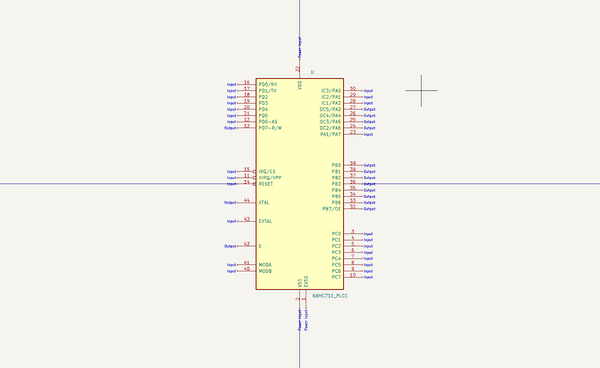 Power Input
22
U
VDD
Input 16 PD0/RX
Input 17 PD1/TX
Input 18 PD2
Input 19 PD3
Input 20 PD4
Input 21 PD5
Input 13 PD6-AS
Output 12 PD7-R/W
IC3/PA0 30 Input
IC2/PA1 29 Input
IC1/PA2 28 Input
OC5/PA3 27 Output
OC4/PA4 26 Output
OC3/PA5 25 Output
OC2/PA6 24 Output
PA1/PA7 23 Input
Input 15 IRQ/CE
Input 11 XIRQ/VPP
Input 14 RESET
Output 44 XTAL
Input 43 EXTAL
Output 42 E
Input 41 MODA
Input 40 MODB
PB0 39 Output
PB1 38 Output
PB2 37 Output
PB3 36 Output
PB4 35 Output
PB5 34 Output
PB6 33 Output
PB7/O1 32 Output
PC0 3 Input
PC1 4 Input
PC2 5 Input
PC3 6 Input
PC4 7 Input
PC5 8 Input
PC6 9 Input
PC7 10 Input
VSS
EVSS
2
1
68HC711_PLCC
Power Input
Power Input